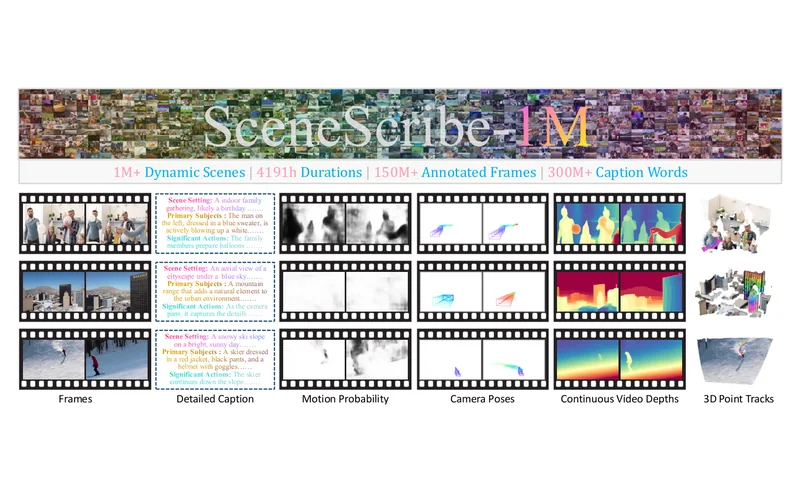 SceneScribe-1M
1M+ Dynamic Scenes | 4191h Durations | 150M+ Annotated Frames | 300M+ Caption Words
Scene Setting: A indoor family
gathering, likely a birthday .......
Primary Subjects : The man on
the left, dressed in a blue sweater, is
actively blowing up a white.......
Significant Actions: The family
members prepare balloons .......
Scene Setting: An aerial view of a
cityscape under a blue sky.......
Primary Subjects : A mountain
range that adds a natural element to
the urban environment.......
Significant Actions: As the camera
pans, it captures the details .......
Scene Setting: A snowy ski slope
on a bright, sunny day.......
Primary Subjects : A skier dressed
in a red jacket, black pants, and a
helmet with goggles.......
Significant Actions: The skier
continues down the slope.......
Frames
Detailed Caption
Motion Probability
Camera Poses
Continuous Video Depths
3D Point Tracks